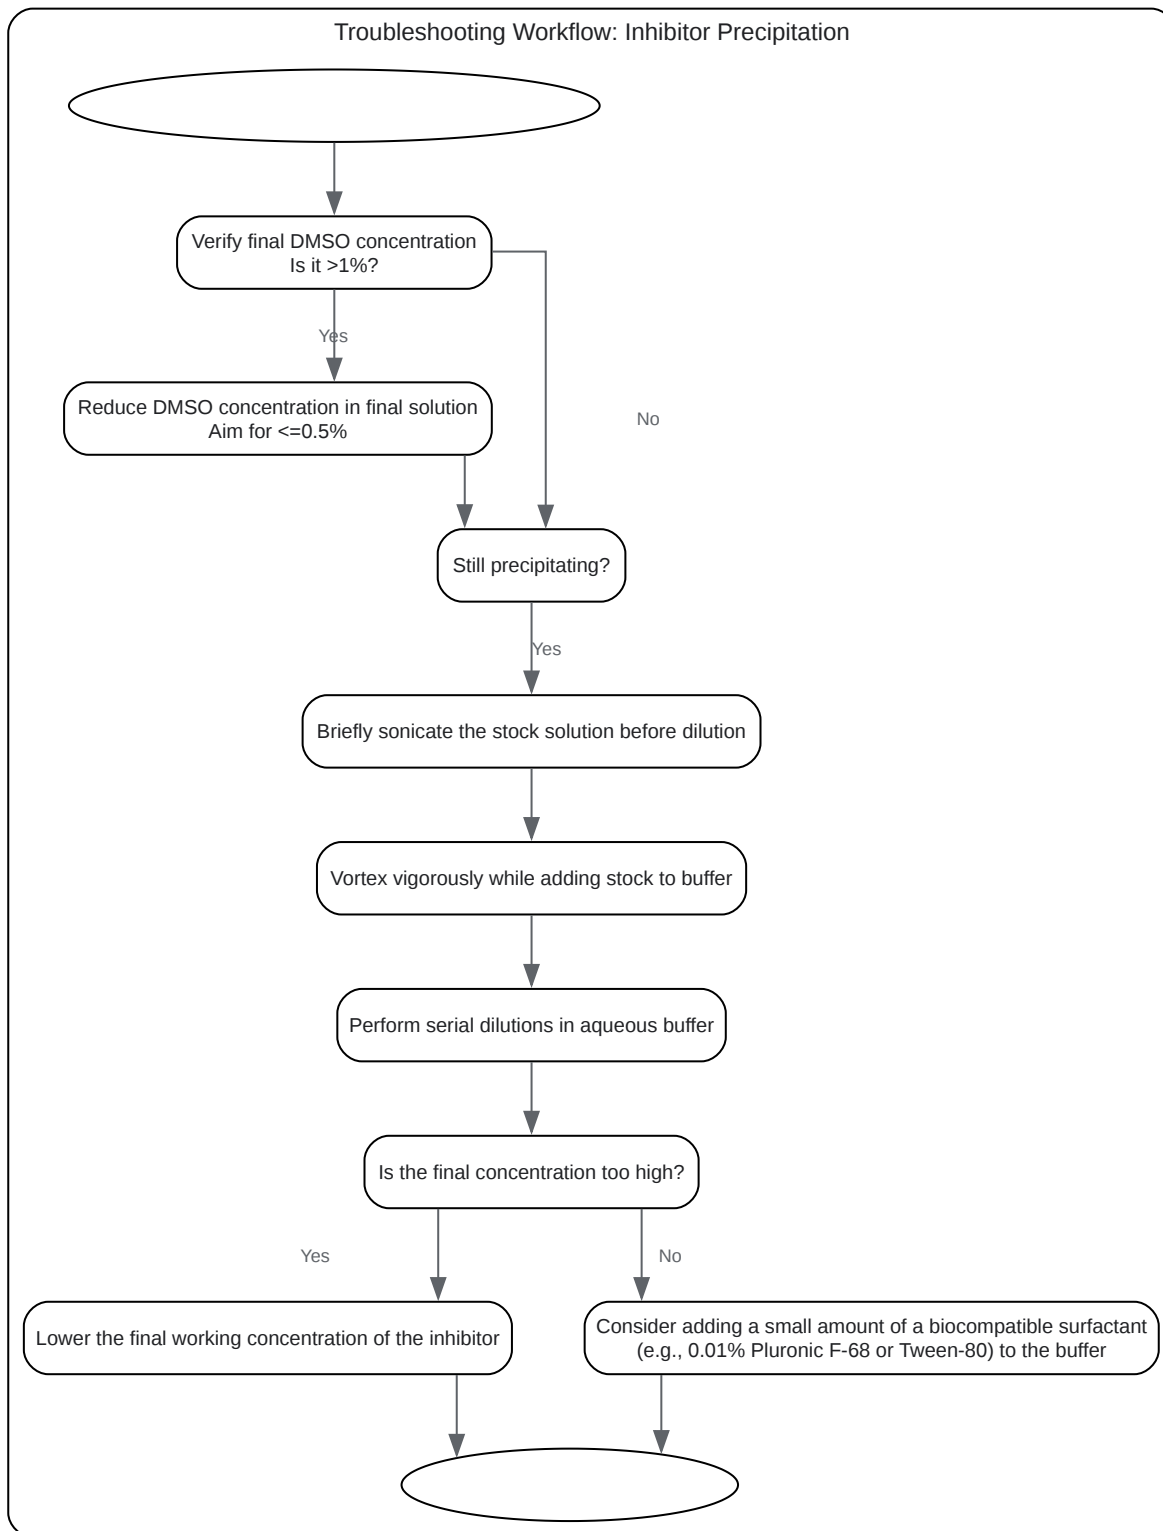 Troubleshooting Workflow: Inhibitor Precipitation
Verify final DMSO concentration
Is it >1%?
Yes
No
Reduce DMSO concentration in final solution
Aim for <=0.5%
Still precipitating?
Yes
Briefly sonicate the stock solution before dilution
Vortex vigorously while adding stock to buffer
Perform serial dilutions in aqueous buffer
Is the final concentration too high?
Yes
No
Lower the final working concentration of the inhibitor
Consider adding a small amount of a biocompatible surfactant
(e.g., 0.01% Pluronic F-68 or Tween-80) to the buffer